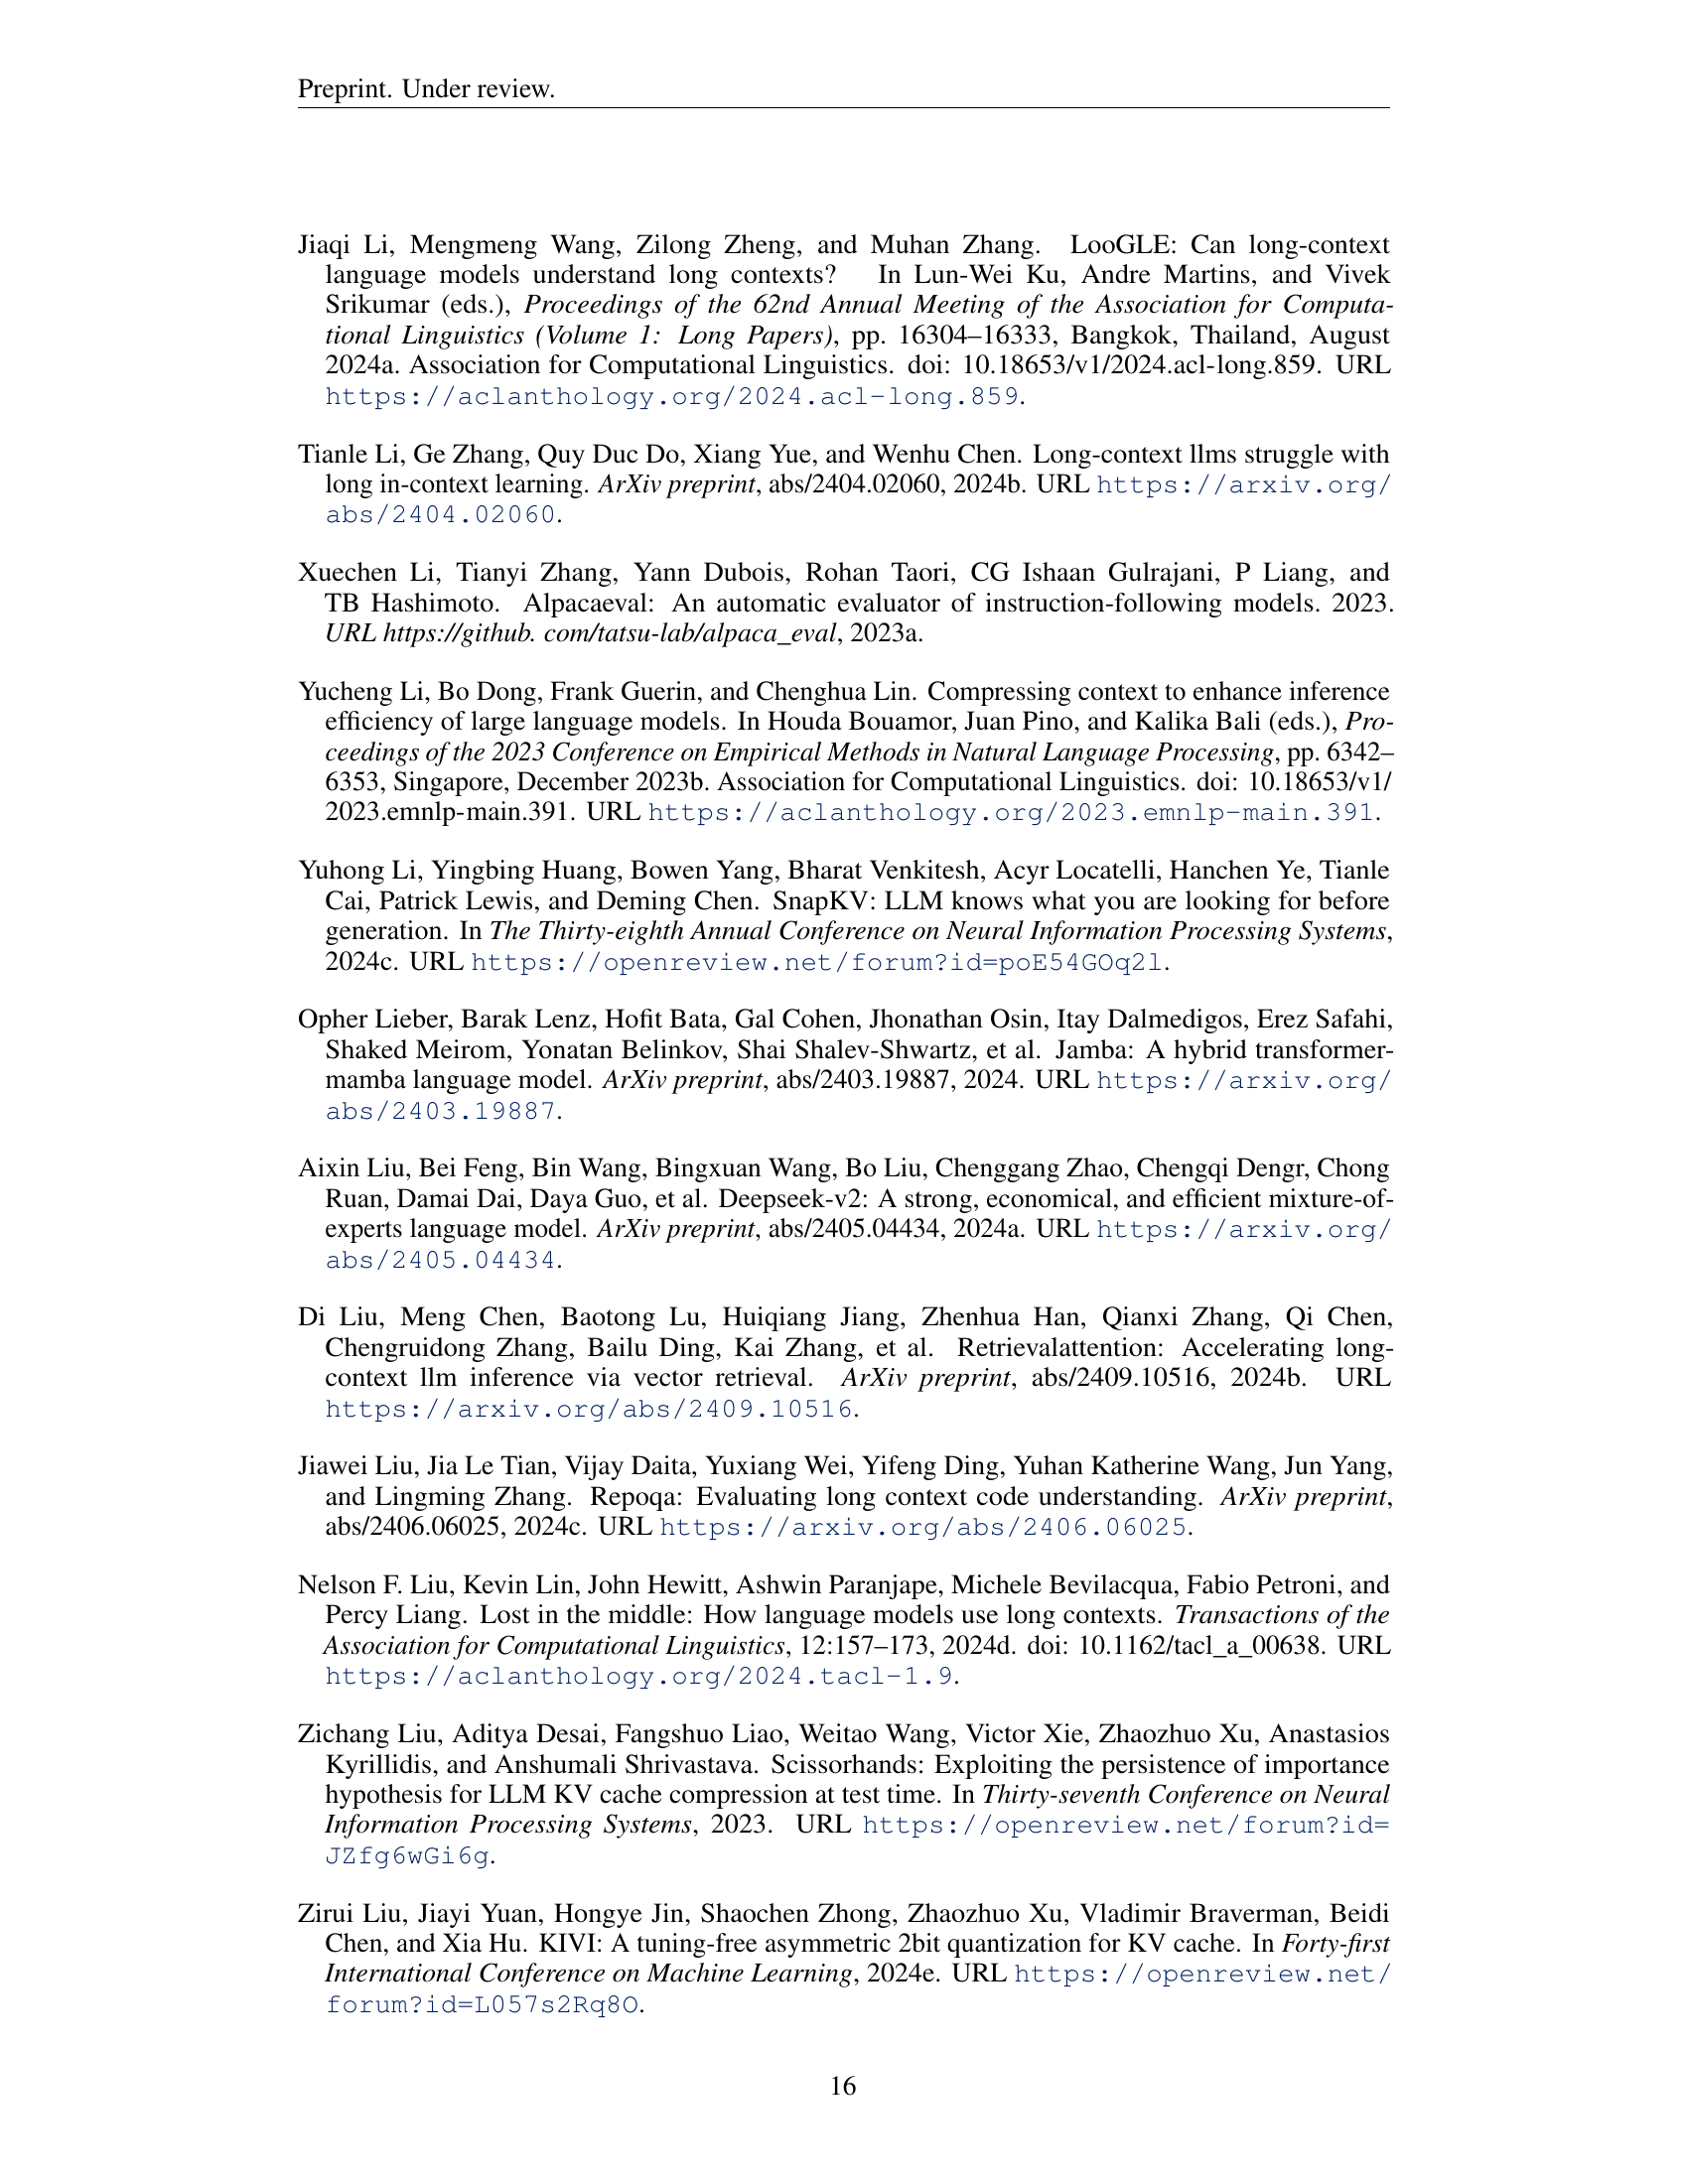 Preprint. Under review.
Jiaqi Li, Mengmeng Wang, Zilong Zheng, and Muhan Zhang. LooGLE: Can long-context
language models understand long contexts? In Lun-Wei Ku, Andre Martins, and Vivek
Srikumar (eds.), Proceedings of the 62nd Annual Meeting of the Association for Computa-
tional Linguistics (Volume 1: Long Papers), pp. 16304–16333, Bangkok, Thailand, August
2024a. Association for Computational Linguistics. doi: 10.18653/v1/2024.acl-long.859. URL
https://aclanthology.org/2024.acl-long.859.
Tianle Li, Ge Zhang, Quy Duc Do, Xiang Yue, and Wenhu Chen. Long-context llms struggle with
long in-context learning. ArXiv preprint, abs/2404.02060, 2024b. URL https://arxiv.org/
abs/2404.02060.
Xuechen Li, Tianyi Zhang, Yann Dubois, Rohan Taori, CG Ishaan Gulrajani, P Liang, and
TB Hashimoto. Alpacaeval: An automatic evaluator of instruction-following models. 2023.
URL https://github. com/tatsu-lab/alpaca_eval, 2023a.
Yucheng Li, Bo Dong, Frank Guerin, and Chenghua Lin. Compressing context to enhance inference
efficiency of large language models. In Houda Bouamor, Juan Pino, and Kalika Bali (eds.), Pro-
ceedings of the 2023 Conference on Empirical Methods in Natural Language Processing, pp. 6342–
6353, Singapore, December 2023b. Association for Computational Linguistics. doi: 10.18653/v1/
2023.emnlp-main.391. URL https://aclanthology.org/2023.emnlp-main.391.
Yuhong Li, Yingbing Huang, Bowen Yang, Bharat Venkitesh, Acyr Locatelli, Hanchen Ye, Tianle
Cai, Patrick Lewis, and Deming Chen. SnapKV: LLM knows what you are looking for before
generation. In The Thirty-eighth Annual Conference on Neural Information Processing Systems,
2024c. URL https://openreview.net/forum?id=poE54GOq2l.
Opher Lieber, Barak Lenz, Hofit Bata, Gal Cohen, Jhonathan Osin, Itay Dalmedigos, Erez Safahi,
Shaked Meirom, Yonatan Belinkov, Shai Shalev-Shwartz, et al. Jamba: A hybrid transformer-
mamba language model. ArXiv preprint, abs/2403.19887, 2024. URL https://arxiv.org/
abs/2403.19887.
Aixin Liu, Bei Feng, Bin Wang, Bingxuan Wang, Bo Liu, Chenggang Zhao, Chengqi Dengr, Chong
Ruan, Damai Dai, Daya Guo, et al. Deepseek-v2: A strong, economical, and efficient mixture-of-
experts language model. ArXiv preprint, abs/2405.04434, 2024a. URL https://arxiv.org/
abs/2405.04434.
Di Liu, Meng Chen, Baotong Lu, Huiqiang Jiang, Zhenhua Han, Qianxi Zhang, Qi Chen,
Chengruidong Zhang, Bailu Ding, Kai Zhang, et al. Retrievalattention: Accelerating long-
context llm inference via vector retrieval. ArXiv preprint, abs/2409.10516, 2024b. URL
https://arxiv.org/abs/2409.10516.
Jiawei Liu, Jia Le Tian, Vijay Daita, Yuxiang Wei, Yifeng Ding, Yuhan Katherine Wang, Jun Yang,
and Lingming Zhang. Repoqa: Evaluating long context code understanding. ArXiv preprint,
abs/2406.06025, 2024c. URL https://arxiv.org/abs/2406.06025.
Nelson F. Liu, Kevin Lin, John Hewitt, Ashwin Paranjape, Michele Bevilacqua, Fabio Petroni, and
Percy Liang. Lost in the middle: How language models use long contexts. Transactions of the
Association for Computational Linguistics, 12:157–173, 2024d. doi: 10.1162/tacl_a_00638. URL
https://aclanthology.org/2024.tacl-1.9.
Zichang Liu, Aditya Desai, Fangshuo Liao, Weitao Wang, Victor Xie, Zhaozhuo Xu, Anastasios
Kyrillidis, and Anshumali Shrivastava. Scissorhands: Exploiting the persistence of importance
hypothesis for LLM KV cache compression at test time. In Thirty-seventh Conference on Neural
Information Processing Systems, 2023. URL https://openreview.net/forum?id=
JZfg6wGi6g.
Zirui Liu, Jiayi Yuan, Hongye Jin, Shaochen Zhong, Zhaozhuo Xu, Vladimir Braverman, Beidi
Chen, and Xia Hu. KIVI: A tuning-free asymmetric 2bit quantization for KV cache. In Forty-first
International Conference on Machine Learning, 2024e. URL https://openreview.net/
forum?id=L057s2Rq8O.
16